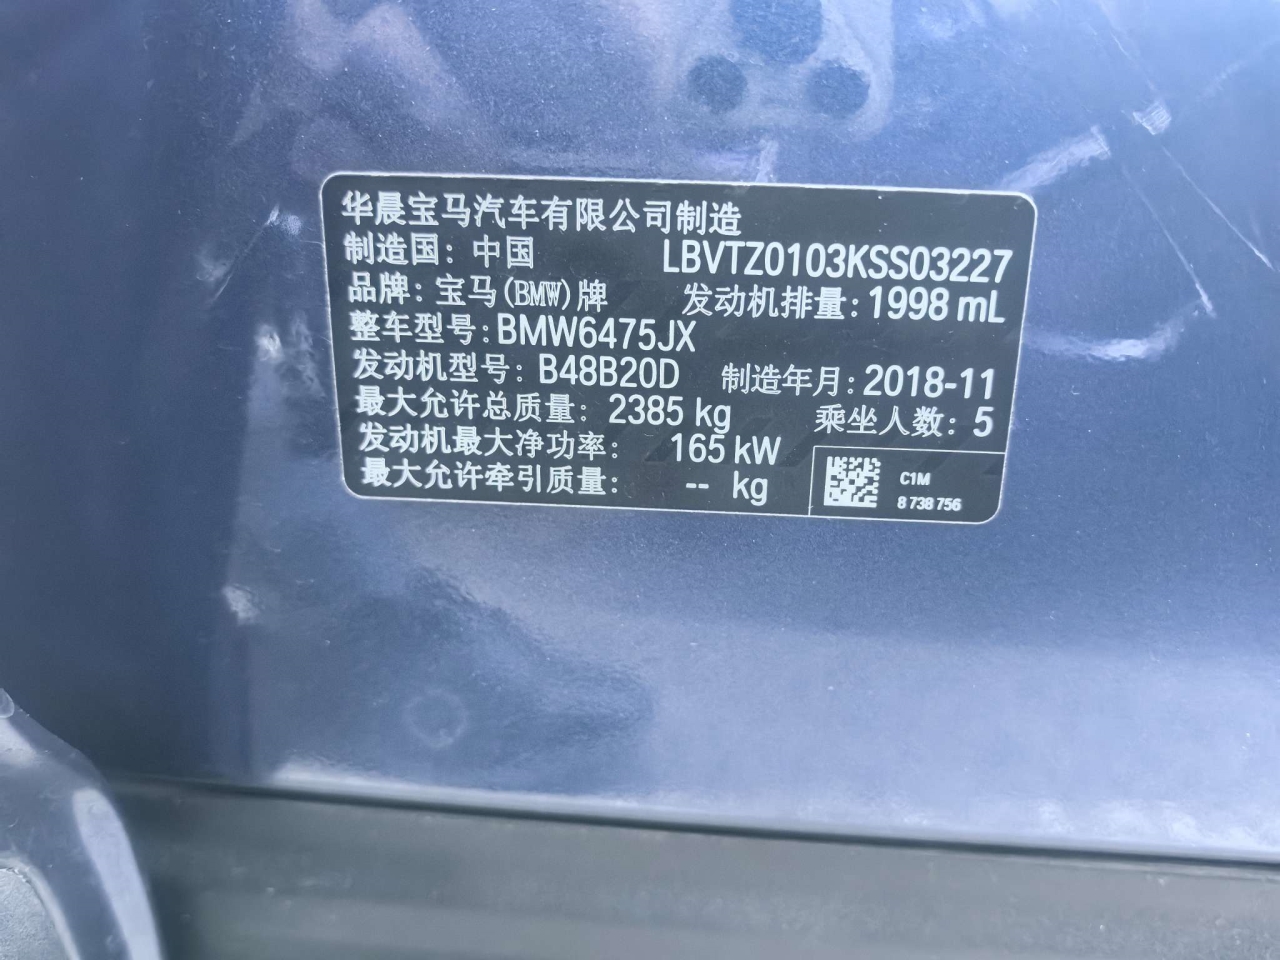 华晨宝马汽车有限公司制造
制造国：中国 LBVTZ0103KSS03227
品牌：宝马(BMW)牌 发动机排量：1998 mL
整车型号：BMW6475JX
发动机型号：B48B20D 制造年月：2018-11
最大允许总质量：2385 kg 乘坐人数：5
发动机最大净功率：165 kW
最大允许牵引质量：-- kg
C1M
8 738 756